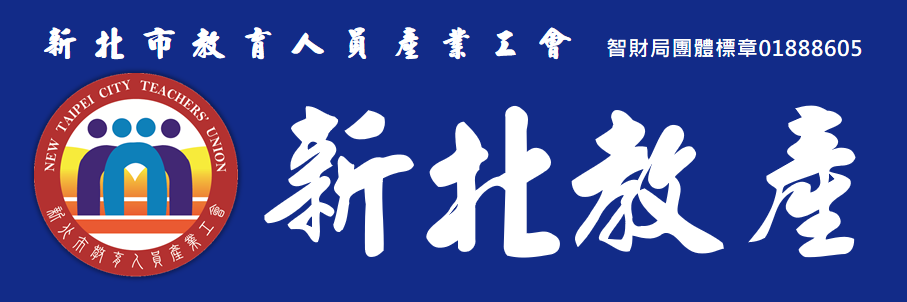 新北市教育人員產業工會
智財局團體標章01888605
NEW TAIPEI CITY TEACHERS' UNION
新北市教育人員產業工會
新北教產